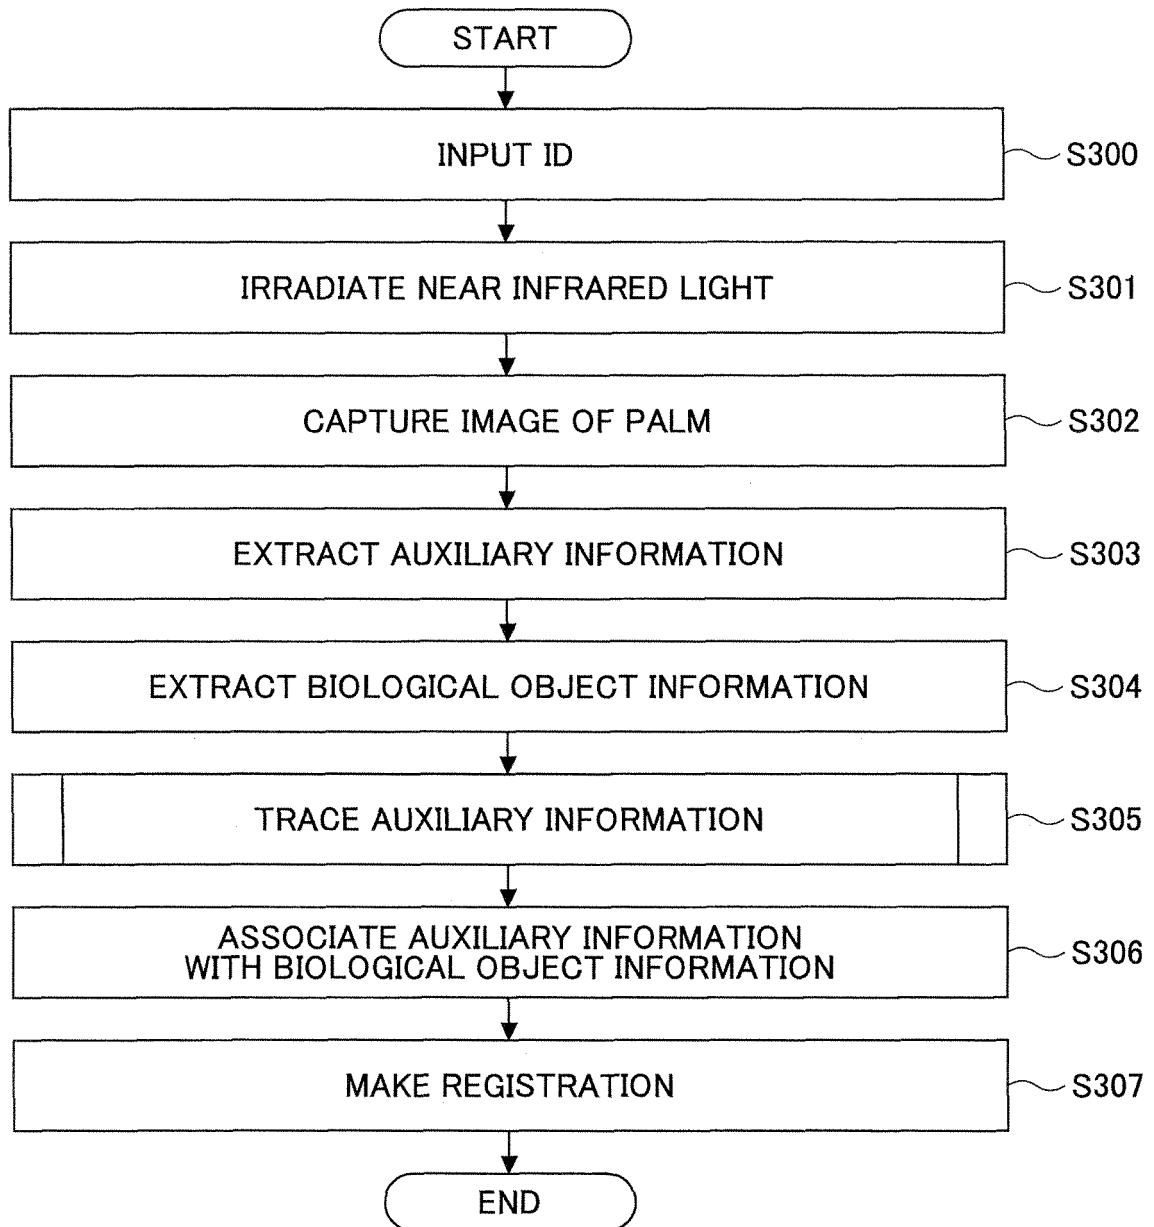 START
INPUT ID
S300
IRRADIATE NEAR INFRARED LIGHT
S301
CAPTURE IMAGE OF PALM
S302
EXTRACT AUXILIARY INFORMATION
S303
EXTRACT BIOLOGICAL OBJECT INFORMATION
S304
TRACE AUXILIARY INFORMATION
S305
ASSOCIATE AUXILIARY INFORMATION
WITH BIOLOGICAL OBJECT INFORMATION
S306
MAKE REGISTRATION
S307
END